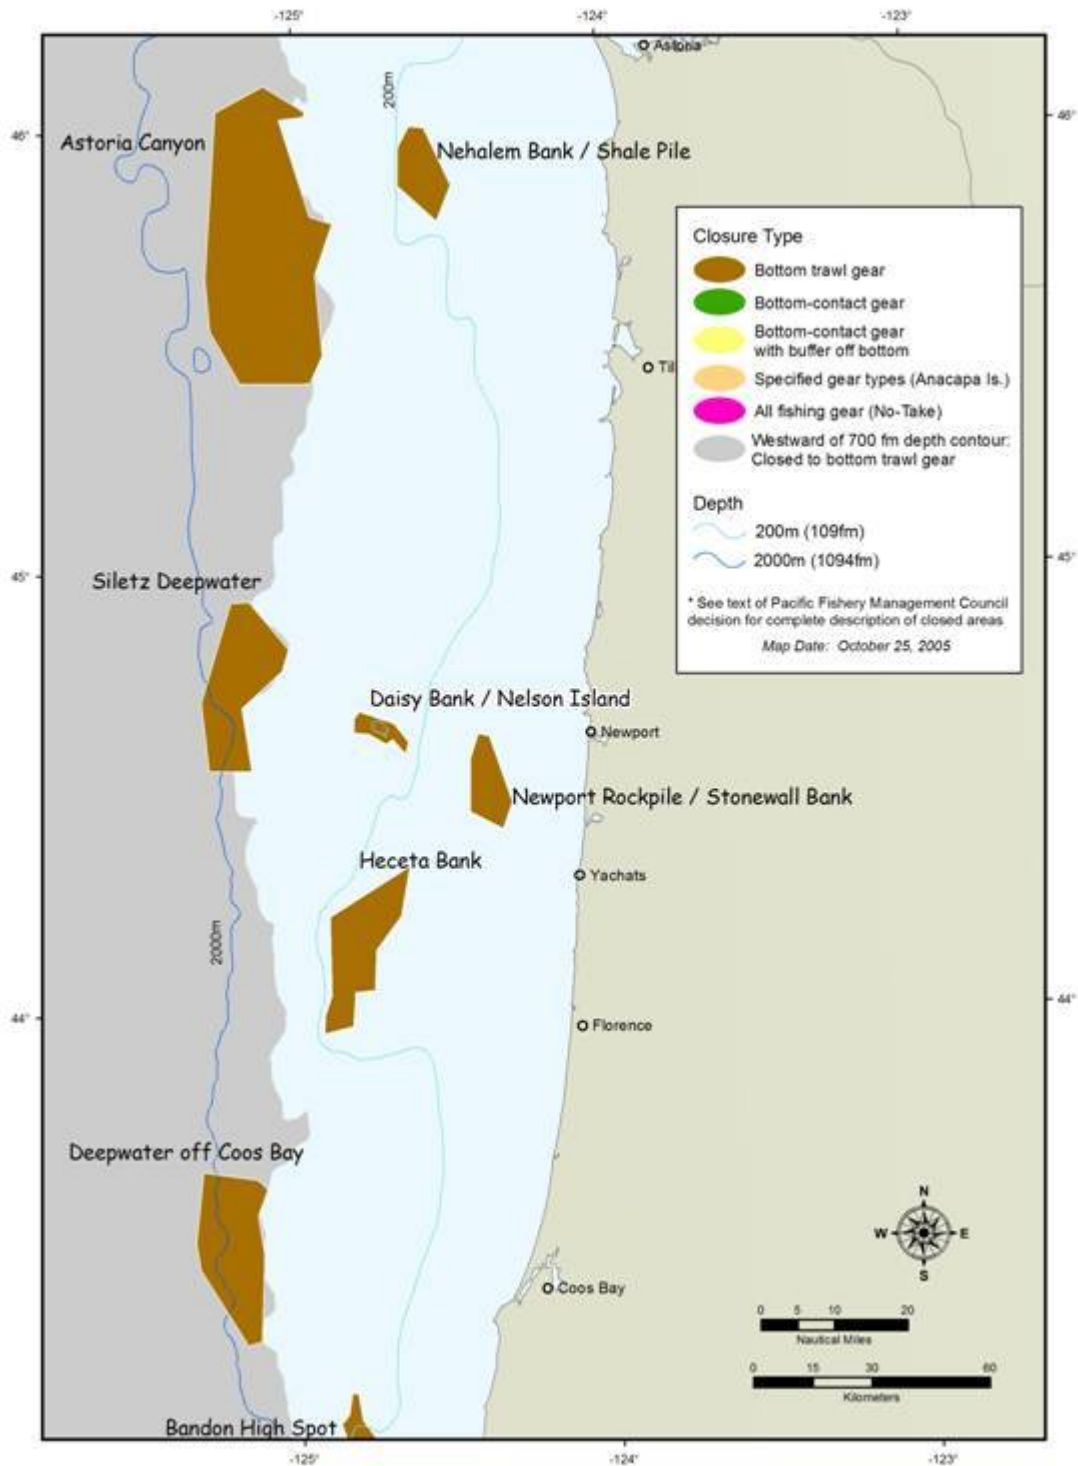 -125° -124° -123°
Astoria
46° 46°
200m
Astoria Canyon
Nehalem Bank / Shale Pile
Closure Type
Bottom trawl gear
Bottom-contact gear
Bottom-contact gear
with buffer off bottom
Til
Specified gear types (Anacapa Is.)
All fishing gear (No-Take)
Westward of 700 fm depth contour:
Closed to bottom trawl gear
Depth
200m (109fm)
2000m (1094fm)
45° 45°
Siletz Deepwater
* See text of Pacific Fishery Management Council
decision for complete description of closed areas
Map Date: October 25, 2005
Daisy Bank / Nelson Island
Newport
Newport Rockpile / Stonewall Bank
Heceta Bank
Yachats
2000m
44° 44°
Florence
Deepwater off Coos Bay
N
W E
S
Coos Bay
0 5 10 20
Nautical Miles
0 15 30 60
Kilometers
Bandon High Spot
-125° -124° -123°